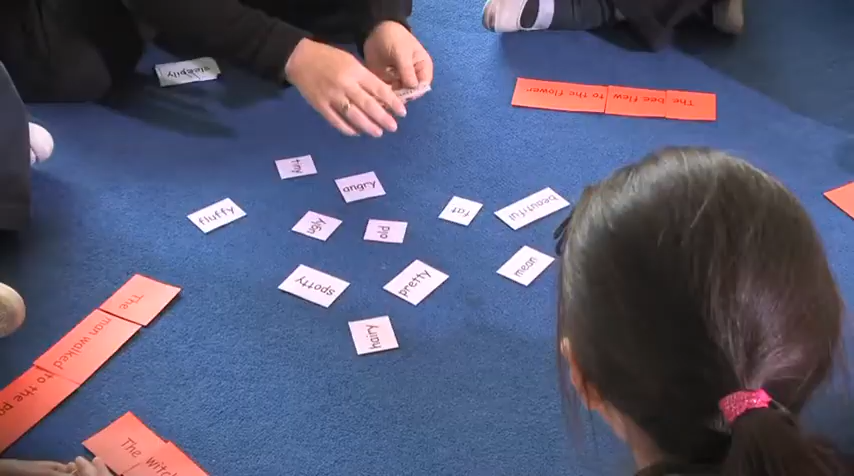 The bee flew to the flower
tiny
angry
fluffy
ugly
old
fat
beautiful
mean
spotty
pretty
hairy
The
man walked
to the
The witch